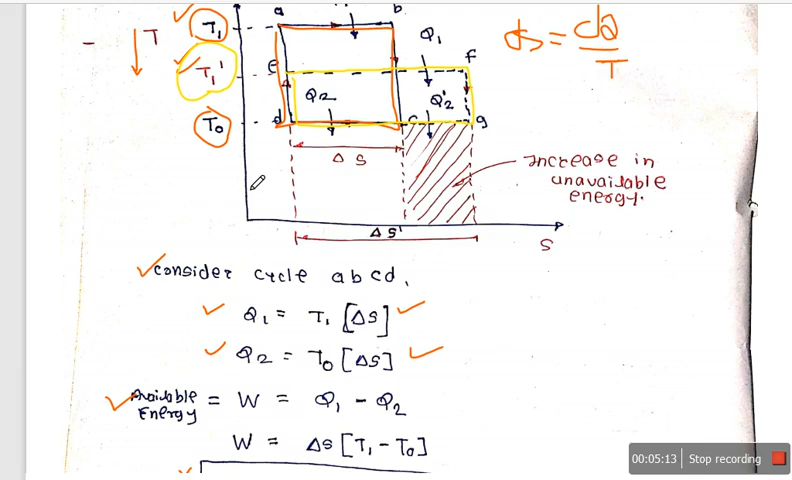 a b
T₁ Q₁ ds = dQ/T
- T
e f
T₁'
Q₂ Q₂'
T₀ d c g
Δs
Increase in
unavailable
energy.
Δs'
s
✓consider cycle abcd,
✓ Q₁ = T₁ [Δs] ✓
✓ Q₂ = T₀ [Δs] ✓
✓Available
Energy = W = Q₁ - Q₂
W = Δs [T₁ - T₀]
00:05:13 Stop recording